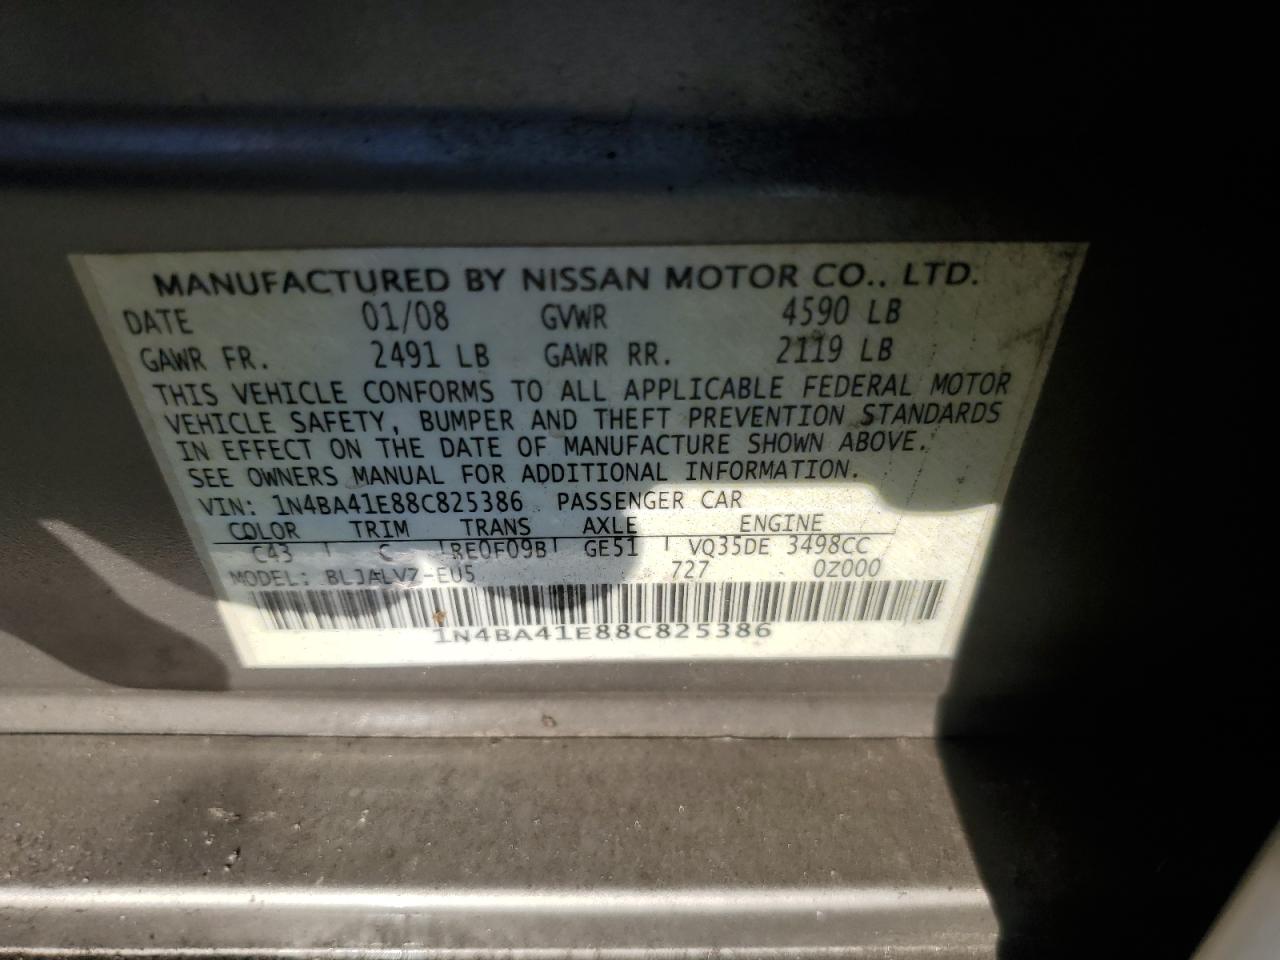 MANUFACTURED BY NISSAN MOTOR CO., LTD.
DATE 01/08 GVWR 4590 LB
GAWR FR. 2491 LB GAWR RR. 2119 LB
THIS VEHICLE CONFORMS TO ALL APPLICABLE FEDERAL MOTOR
VEHICLE SAFETY, BUMPER AND THEFT PREVENTION STANDARDS
IN EFFECT ON THE DATE OF MANUFACTURE SHOWN ABOVE.
SEE OWNERS MANUAL FOR ADDITIONAL INFORMATION.
VIN: 1N4BA41E88C825386 PASSENGER CAR
COLOR TRIM TRANS AXLE ENGINE
C43 C RE0F09B GE51 VQ35DE 3498CC
MODEL: BLJALVZ-EU5 727 0Z000
1N4BA41E88C825386